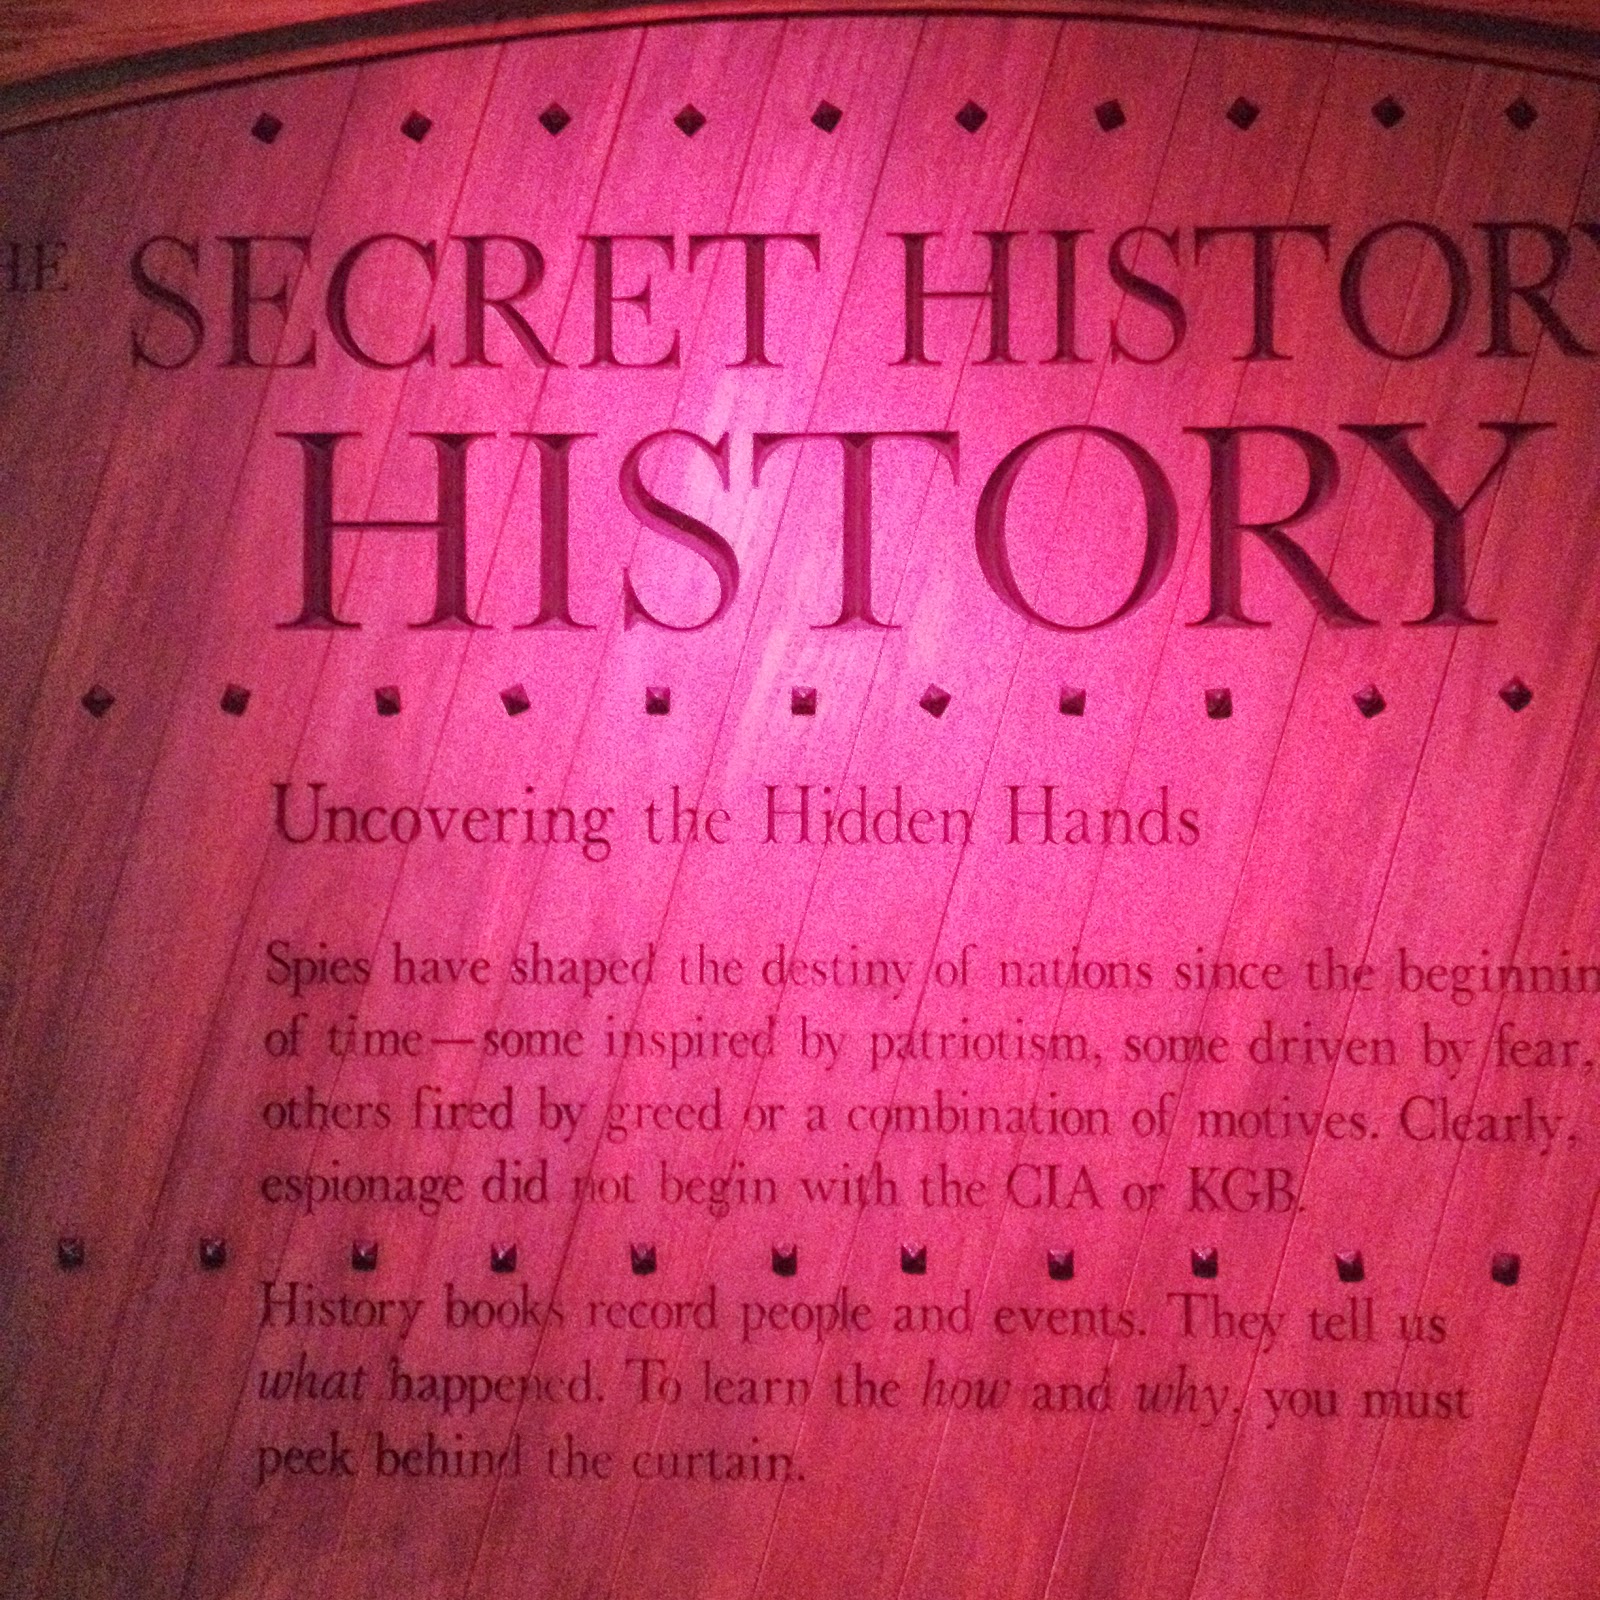 HE SECRET HISTORY
HISTORY
Uncovering the Hidden Hands
Spies have shaped the destiny of nations since the beginnin
of time—some inspired by patriotism, some driven by fear,
others fired by greed or a combination of motives. Clearly,
espionage did not begin with the CIA or KGB.
History books record people and events. They tell us
what happened. To learn the how and why, you must
peek behind the curtain.